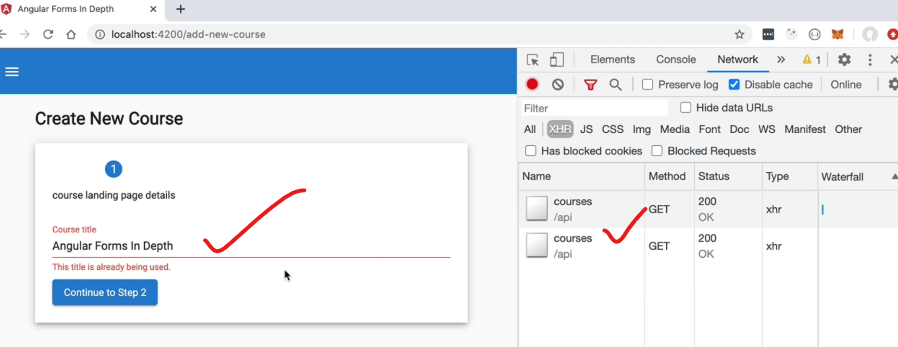 Angular Forms In Depth
localhost:4200/add-new-course
Create New Course
1
course landing page details
Course title
Angular Forms In Depth
This title is already being used.
Continue to Step 2
Elements Console Network » 1
Preserve log Disable cache Online
Filter Hide data URLs
All XHR JS CSS Img Media Font Doc WS Manifest Other
Has blocked cookies Blocked Requests
Name Method Status Type Waterfall
courses
/api
GET
200
OK
xhr
courses
/api
GET
200
OK
xhr